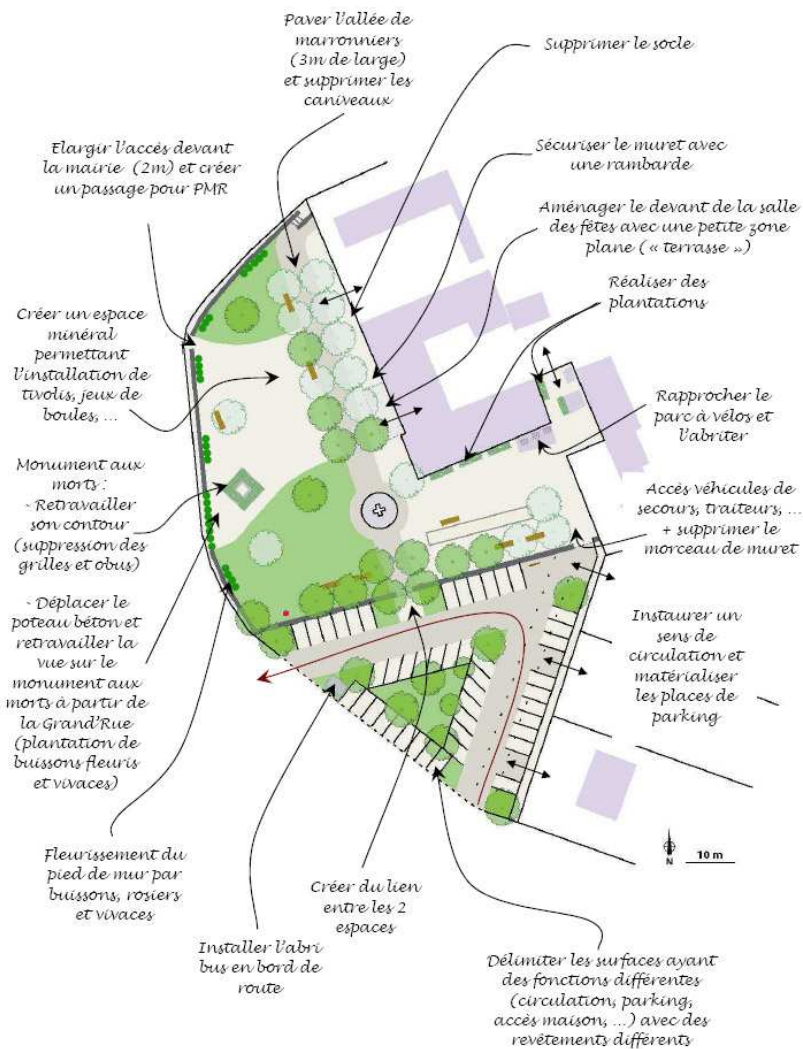 Paver l'allée de
marronniers
(3m de large)
et supprimer les
caniveaux
Supprimer le socle
Elargir l'accès devant
la mairie (2m) et créer
un passage pour PMR
Sécuriser le muret avec
une rambarde
Aménager le devant de la salle
des fêtes avec une petite zone
plane (« terrasse »)
Réaliser des
plantations
Créer un espace
minéral
permettant
l'installation de
tivolis, jeux de
boules, ...
Rapprocher le
parc à vélos et
l'abriter
Monument aux
morts :
- Retravailler
son contour
(suppression des
grilles et obus)
Accès véhicules de
secours, traiteurs, ...
+ supprimer le
morceau de muret
- Déplacer le
poteau béton et
retravailler la
vue sur le
monument aux
morts à partir de
la Grand'Rue
(plantation de
buissons fleuris
et vivaces)
Instaurer un
sens de
circulation et
matérialiser
les places de
parking
Fleurissement du
pied de mur par
buissons, rosiers
et vivaces
N
10 m
Créer du lien
entre les 2
espaces
Installer l'abri
bus en bord de
route
Délimiter les surfaces ayant
des fonctions différentes
(circulation, parking,
accès maison, ...) avec des
revêtements différents